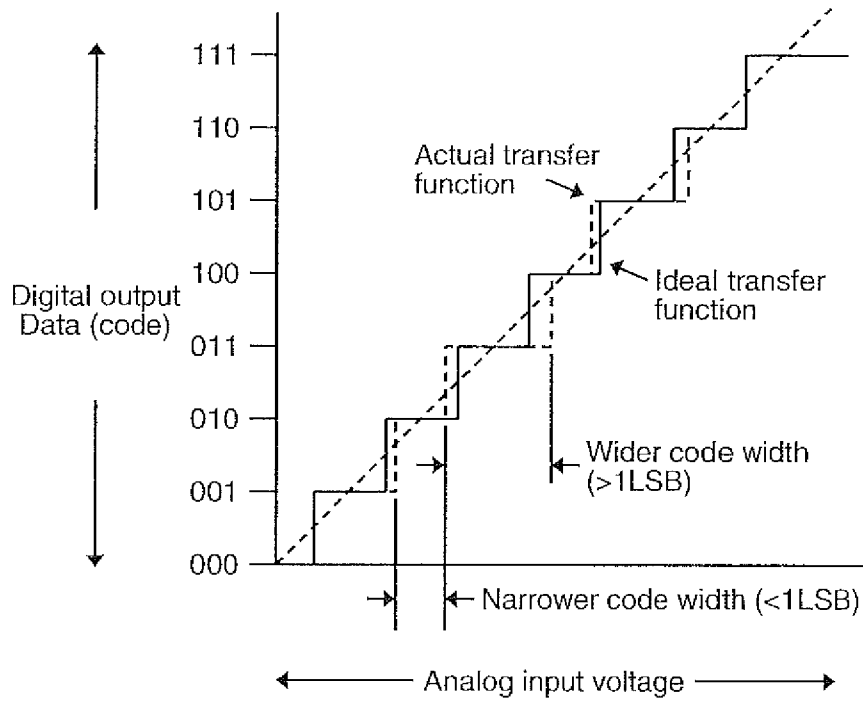 111
110
Actual transfer
function
101
100
Ideal transfer
function
Digital output
Data (code)
011
010
Wider code width
(>1LSB)
001
000
Narrower code width (<1LSB)
Analog input voltage